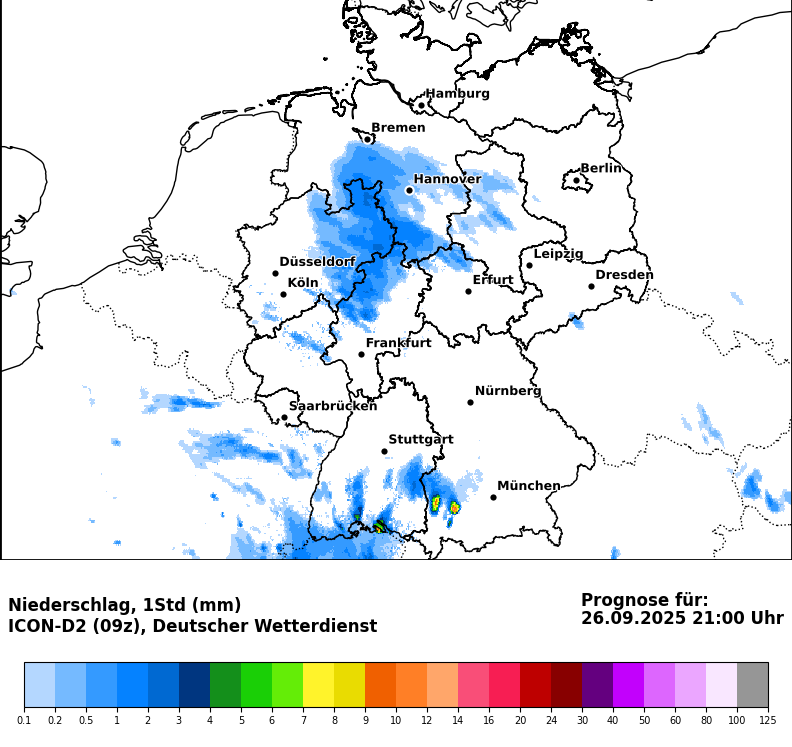 Hamburg
Bremen
Berlin
Hannover
Leipzig
Düsseldorf
Dresden
Köln
Erfurt
Frankfurt
Nürnberg
Saarbrücken
Stuttgart
München
Niederschlag, 1Std (mm)
ICON-D2 (09z), Deutscher Wetterdienst
Prognose für:
26.09.2025 21:00 Uhr
0.1 0.2 0.5 1 2 3 4 5 6 7 8 9 10 12 14 16 20 24 30 40 50 60 80 100 125